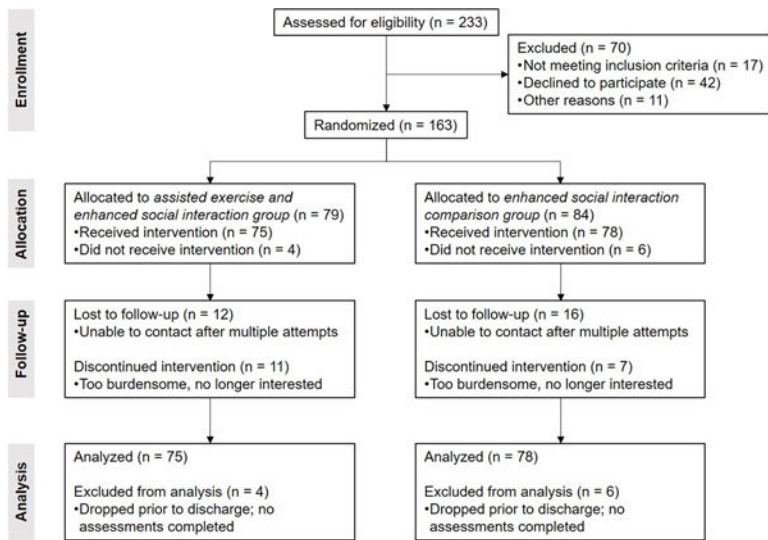 Enrollment
Assessed for eligibility (n = 233)
Excluded (n = 70)
•Not meeting inclusion criteria (n = 17)
•Declined to participate (n = 42)
•Other reasons (n = 11)
Randomized (n = 163)
Allocation
Allocated to assisted exercise and
enhanced social interaction group (n = 79)
•Received intervention (n = 75)
•Did not receive intervention (n = 4)
Allocated to enhanced social interaction
comparison group (n = 84)
•Received intervention (n = 78)
•Did not receive intervention (n = 6)
Follow-up
Lost to follow-up (n = 12)
•Unable to contact after multiple attempts
Discontinued intervention (n = 11)
•Too burdensome, no longer interested
Lost to follow-up (n = 16)
•Unable to contact after multiple attempts
Discontinued intervention (n = 7)
•Too burdensome, no longer interested
Analysis
Analyzed (n = 75)
Excluded from analysis (n = 4)
•Dropped prior to discharge; no
assessments completed
Analyzed (n = 78)
Excluded from analysis (n = 6)
•Dropped prior to discharge; no
assessments completed